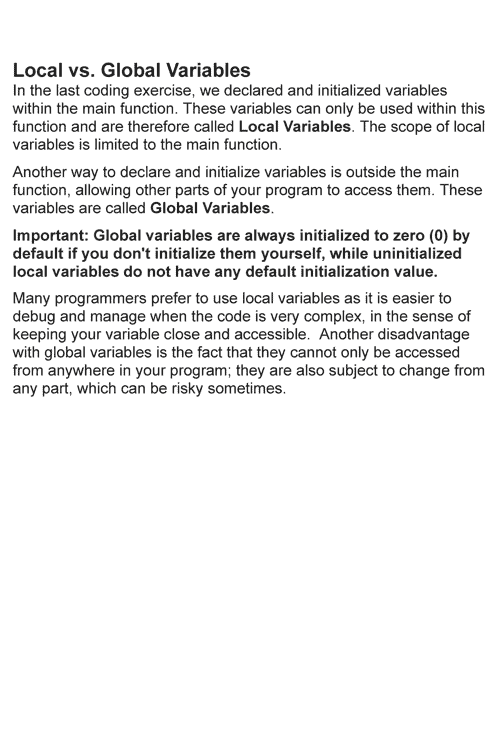 Local vs. Global Variables
In the last coding exercise, we declared and initialized variables
within the main function. These variables can only be used within this
function and are therefore called Local Variables. The scope of local
variables is limited to the main function.
Another way to declare and initialize variables is outside the main
function, allowing other parts of your program to access them. These
variables are called Global Variables.
Important: Global variables are always initialized to zero (0) by
default if you don't initialize them yourself, while uninitialized
local variables do not have any default initialization value.
Many programmers prefer to use local variables as it is easier to
debug and manage when the code is very complex, in the sense of
keeping your variable close and accessible.  Another disadvantage
with global variables is the fact that they cannot only be accessed
from anywhere in your program; they are also subject to change from
any part, which can be risky sometimes.